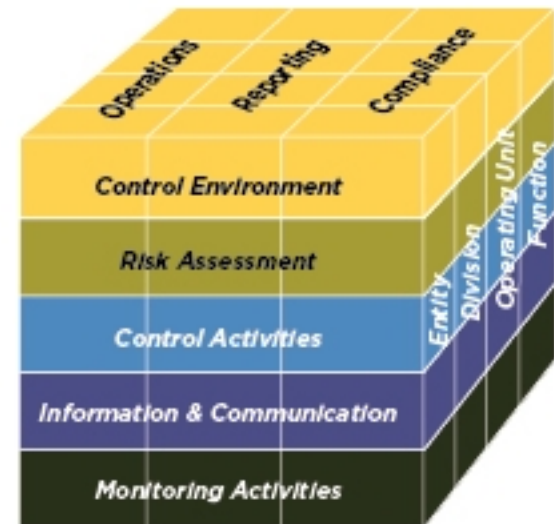 Operations
Reporting
Compliance
Control Environment
Risk Assessment
Control Activities
Information & Communication
Monitoring Activities
Entity
Division
Operating Unit
Function